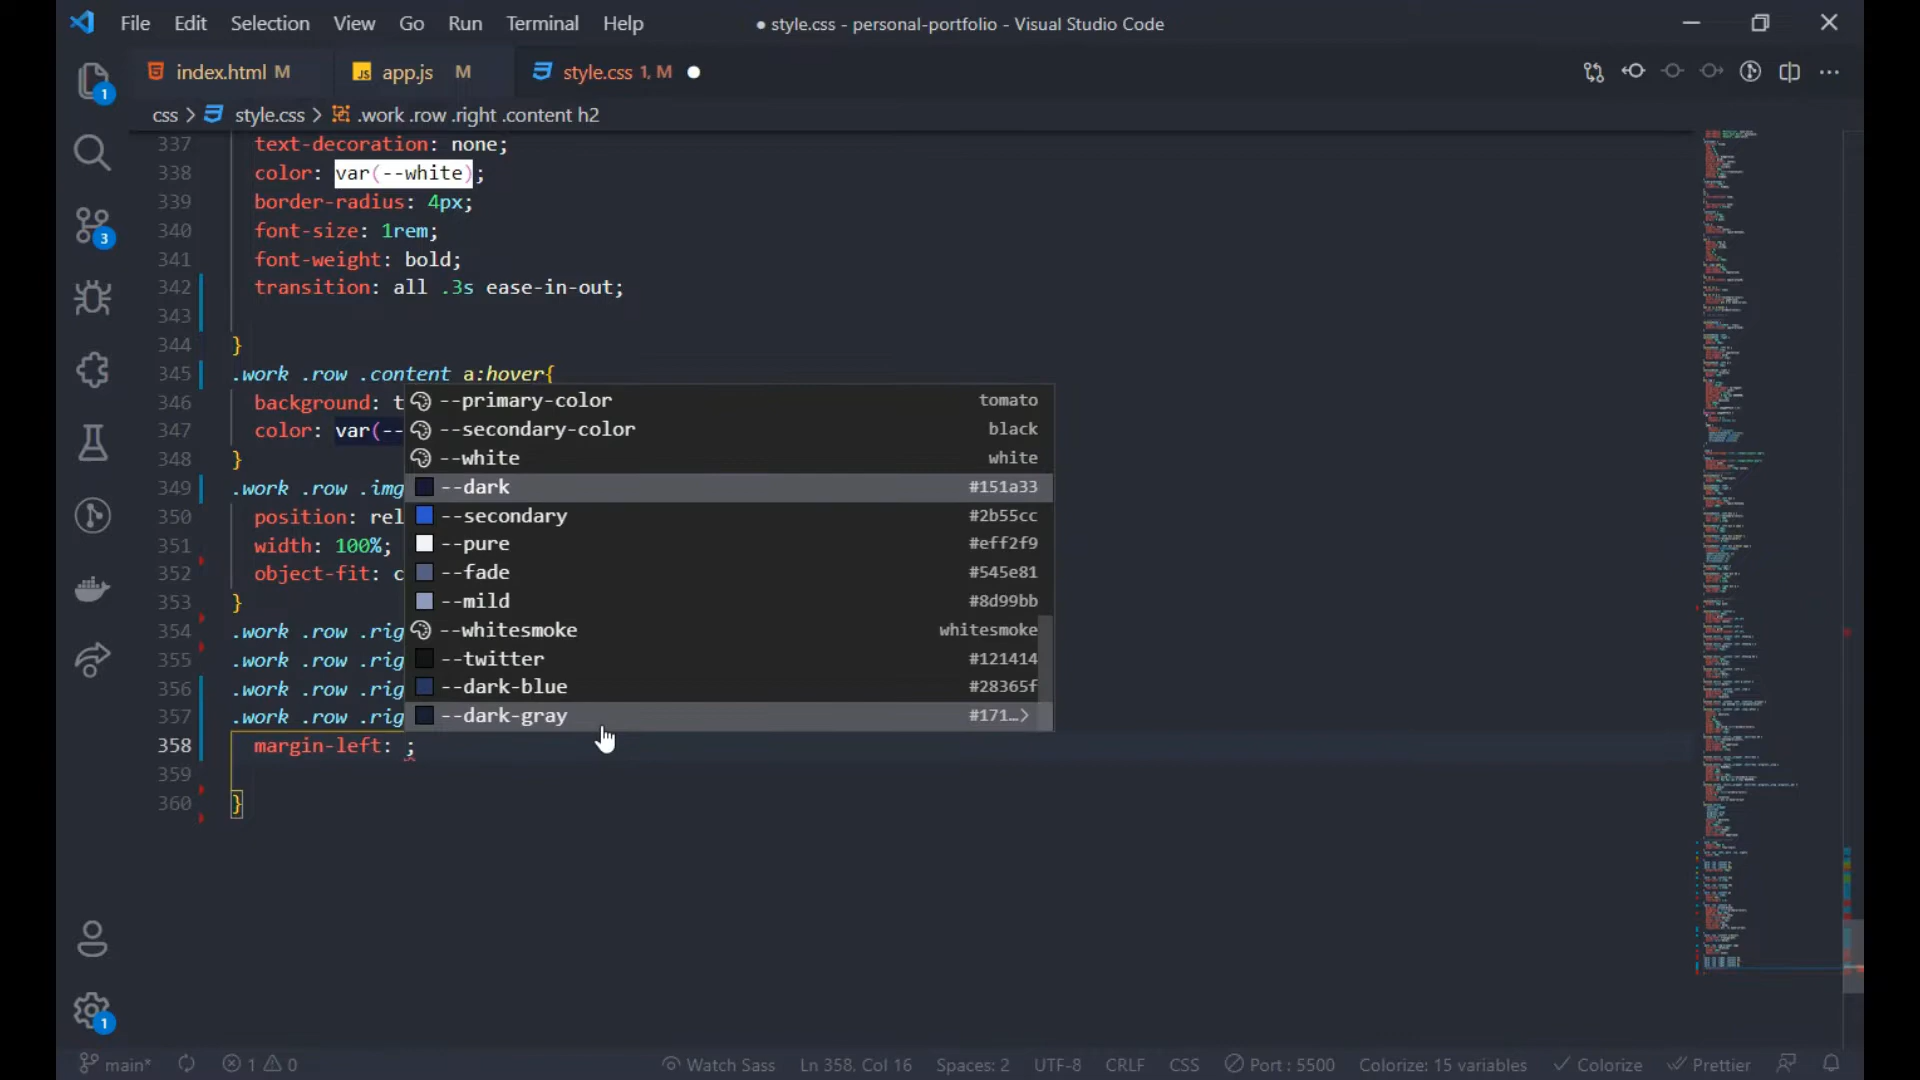 File Edit Selection View Go Run Terminal Help
● style.css - personal-portfolio - Visual Studio Code
index.html M
JS app.js M
style.css 1, M
css > style.css > .work .row .right .content h2
337 text-decoration: none;
338 color: var(--white);
339 border-radius: 4px;
340 font-size: 1rem;
341 font-weight: bold;
342 transition: all .3s ease-in-out;
343
344 }
345 .work .row .content a:hover{
346 background: t
347 color: var(--
348 }
349 .work .row .img
350 position: rel
351 width: 100%;
352 object-fit: c
353 }
354 .work .row .rig
355 .work .row .rig
356 .work .row .rig
357 .work .row .rig
358 margin-left: ;
359
360 }
--primary-color tomato
--secondary-color black
--white white
--dark #151a33
--secondary #2b55cc
--pure #eff2f9
--fade #545e81
--mild #8d99bb
--whitesmoke whitesmoke
--twitter #121414
--dark-blue #28365f
--dark-gray #171…>
1
3
1
main* 1 0 Watch Sass Ln 358, Col 16 Spaces: 2 UTF-8 CRLF CSS Port : 5500 Colorize: 15 variables Colorize Prettier